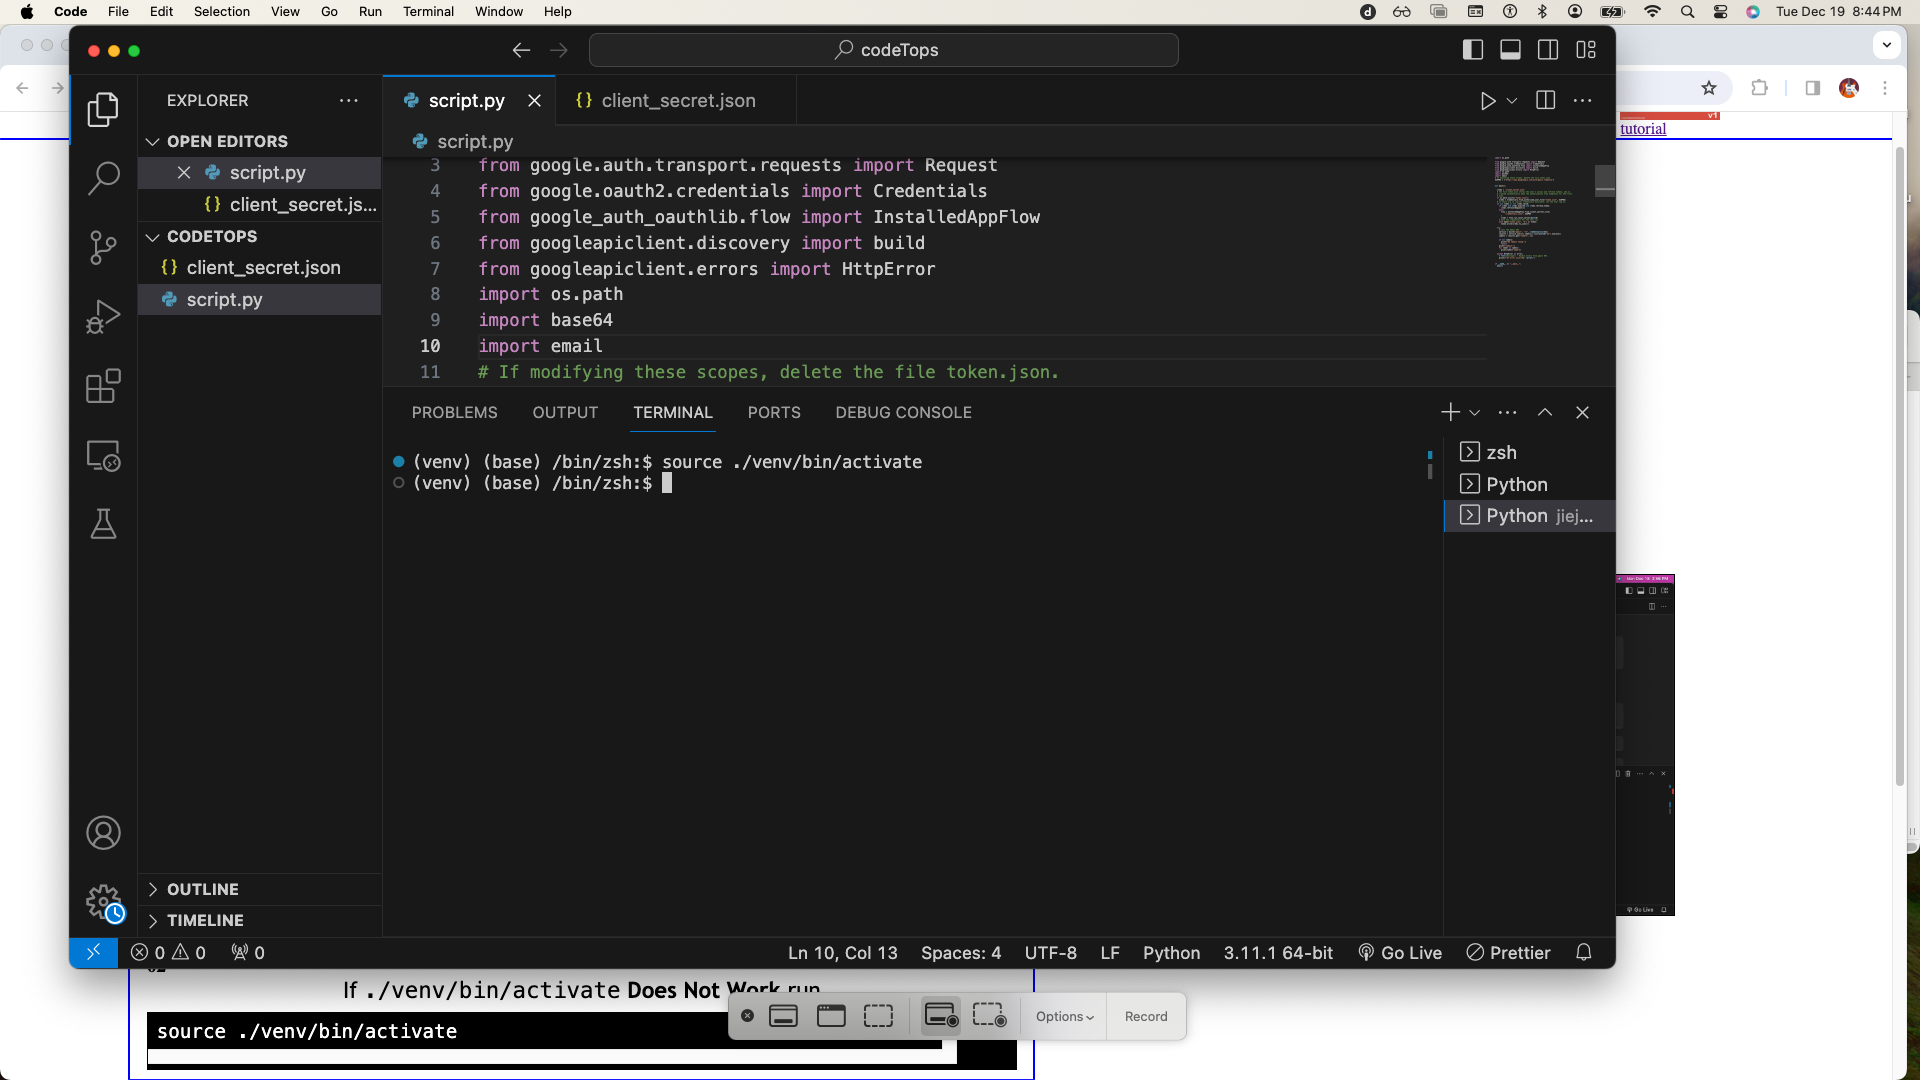 Code File Edit Selection View Go Run Terminal Window Help Tue Dec 19 8:44 PM
codeTops
EXPLORER
OPEN EDITORS
script.py
client_secret.js...
CODETOPS
client_secret.json
script.py
OUTLINE
TIMELINE
script.py client_secret.json
script.py
3 from google.auth.transport.requests import Request
4 from google.oauth2.credentials import Credentials
5 from google_auth_oauthlib.flow import InstalledAppFlow
6 from googleapiclient.discovery import build
7 from googleapiclient.errors import HttpError
8 import os.path
9 import base64
10 import email
11 # If modifying these scopes, delete the file token.json.
PROBLEMS OUTPUT TERMINAL PORTS DEBUG CONSOLE
(venv) (base) /bin/zsh:$ source ./venv/bin/activate
(venv) (base) /bin/zsh:$
zsh
Python
Python jiej...
0 0 0 Ln 10, Col 13 Spaces: 4 UTF-8 LF Python 3.11.1 64-bit Go Live Prettier
v1
tutorial
Go Live
If ./venv/bin/activate Does Not Work run
source ./venv/bin/activate
Options Record